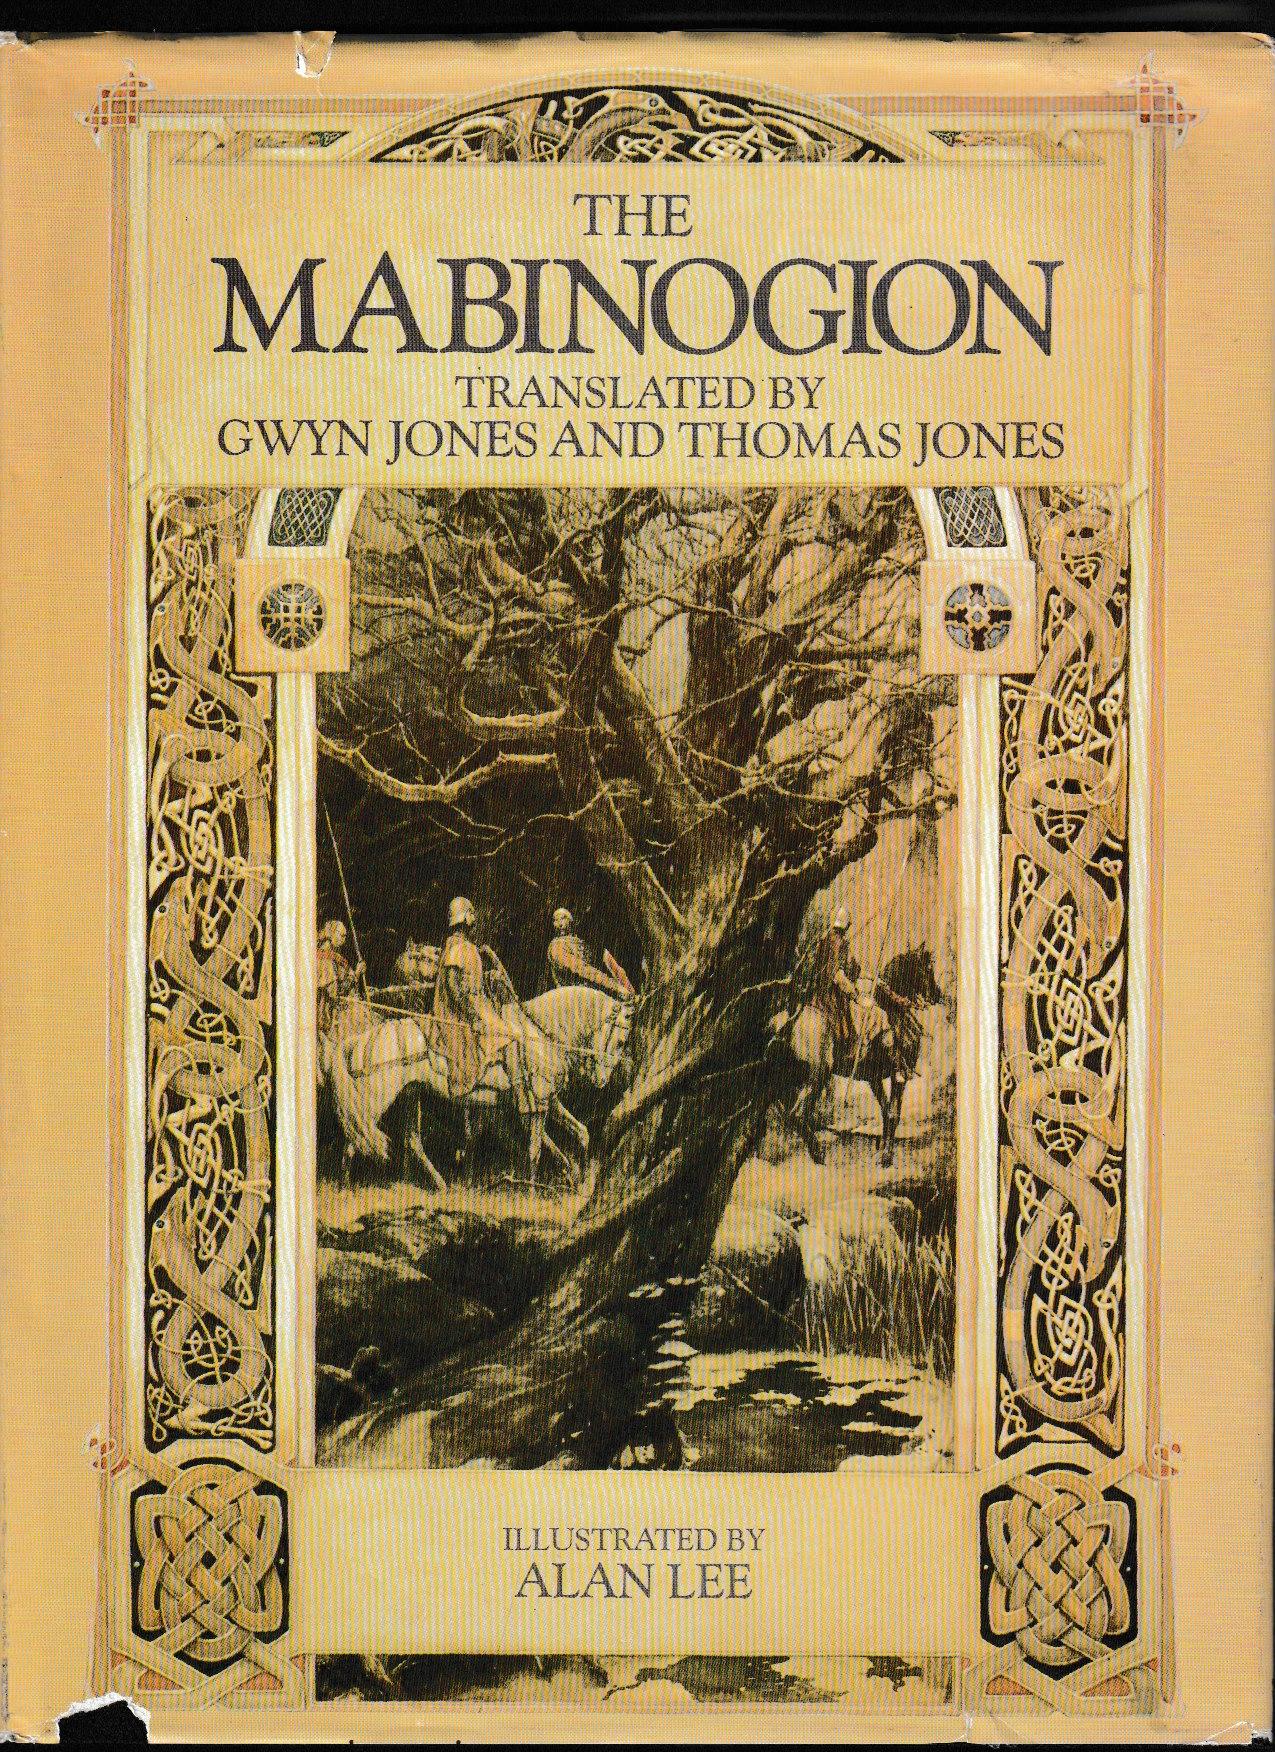 THE
MABINOGION
TRANSLATED BY
GWYN JONES AND THOMAS JONES
ILLUSTRATED BY
ALAN LEE